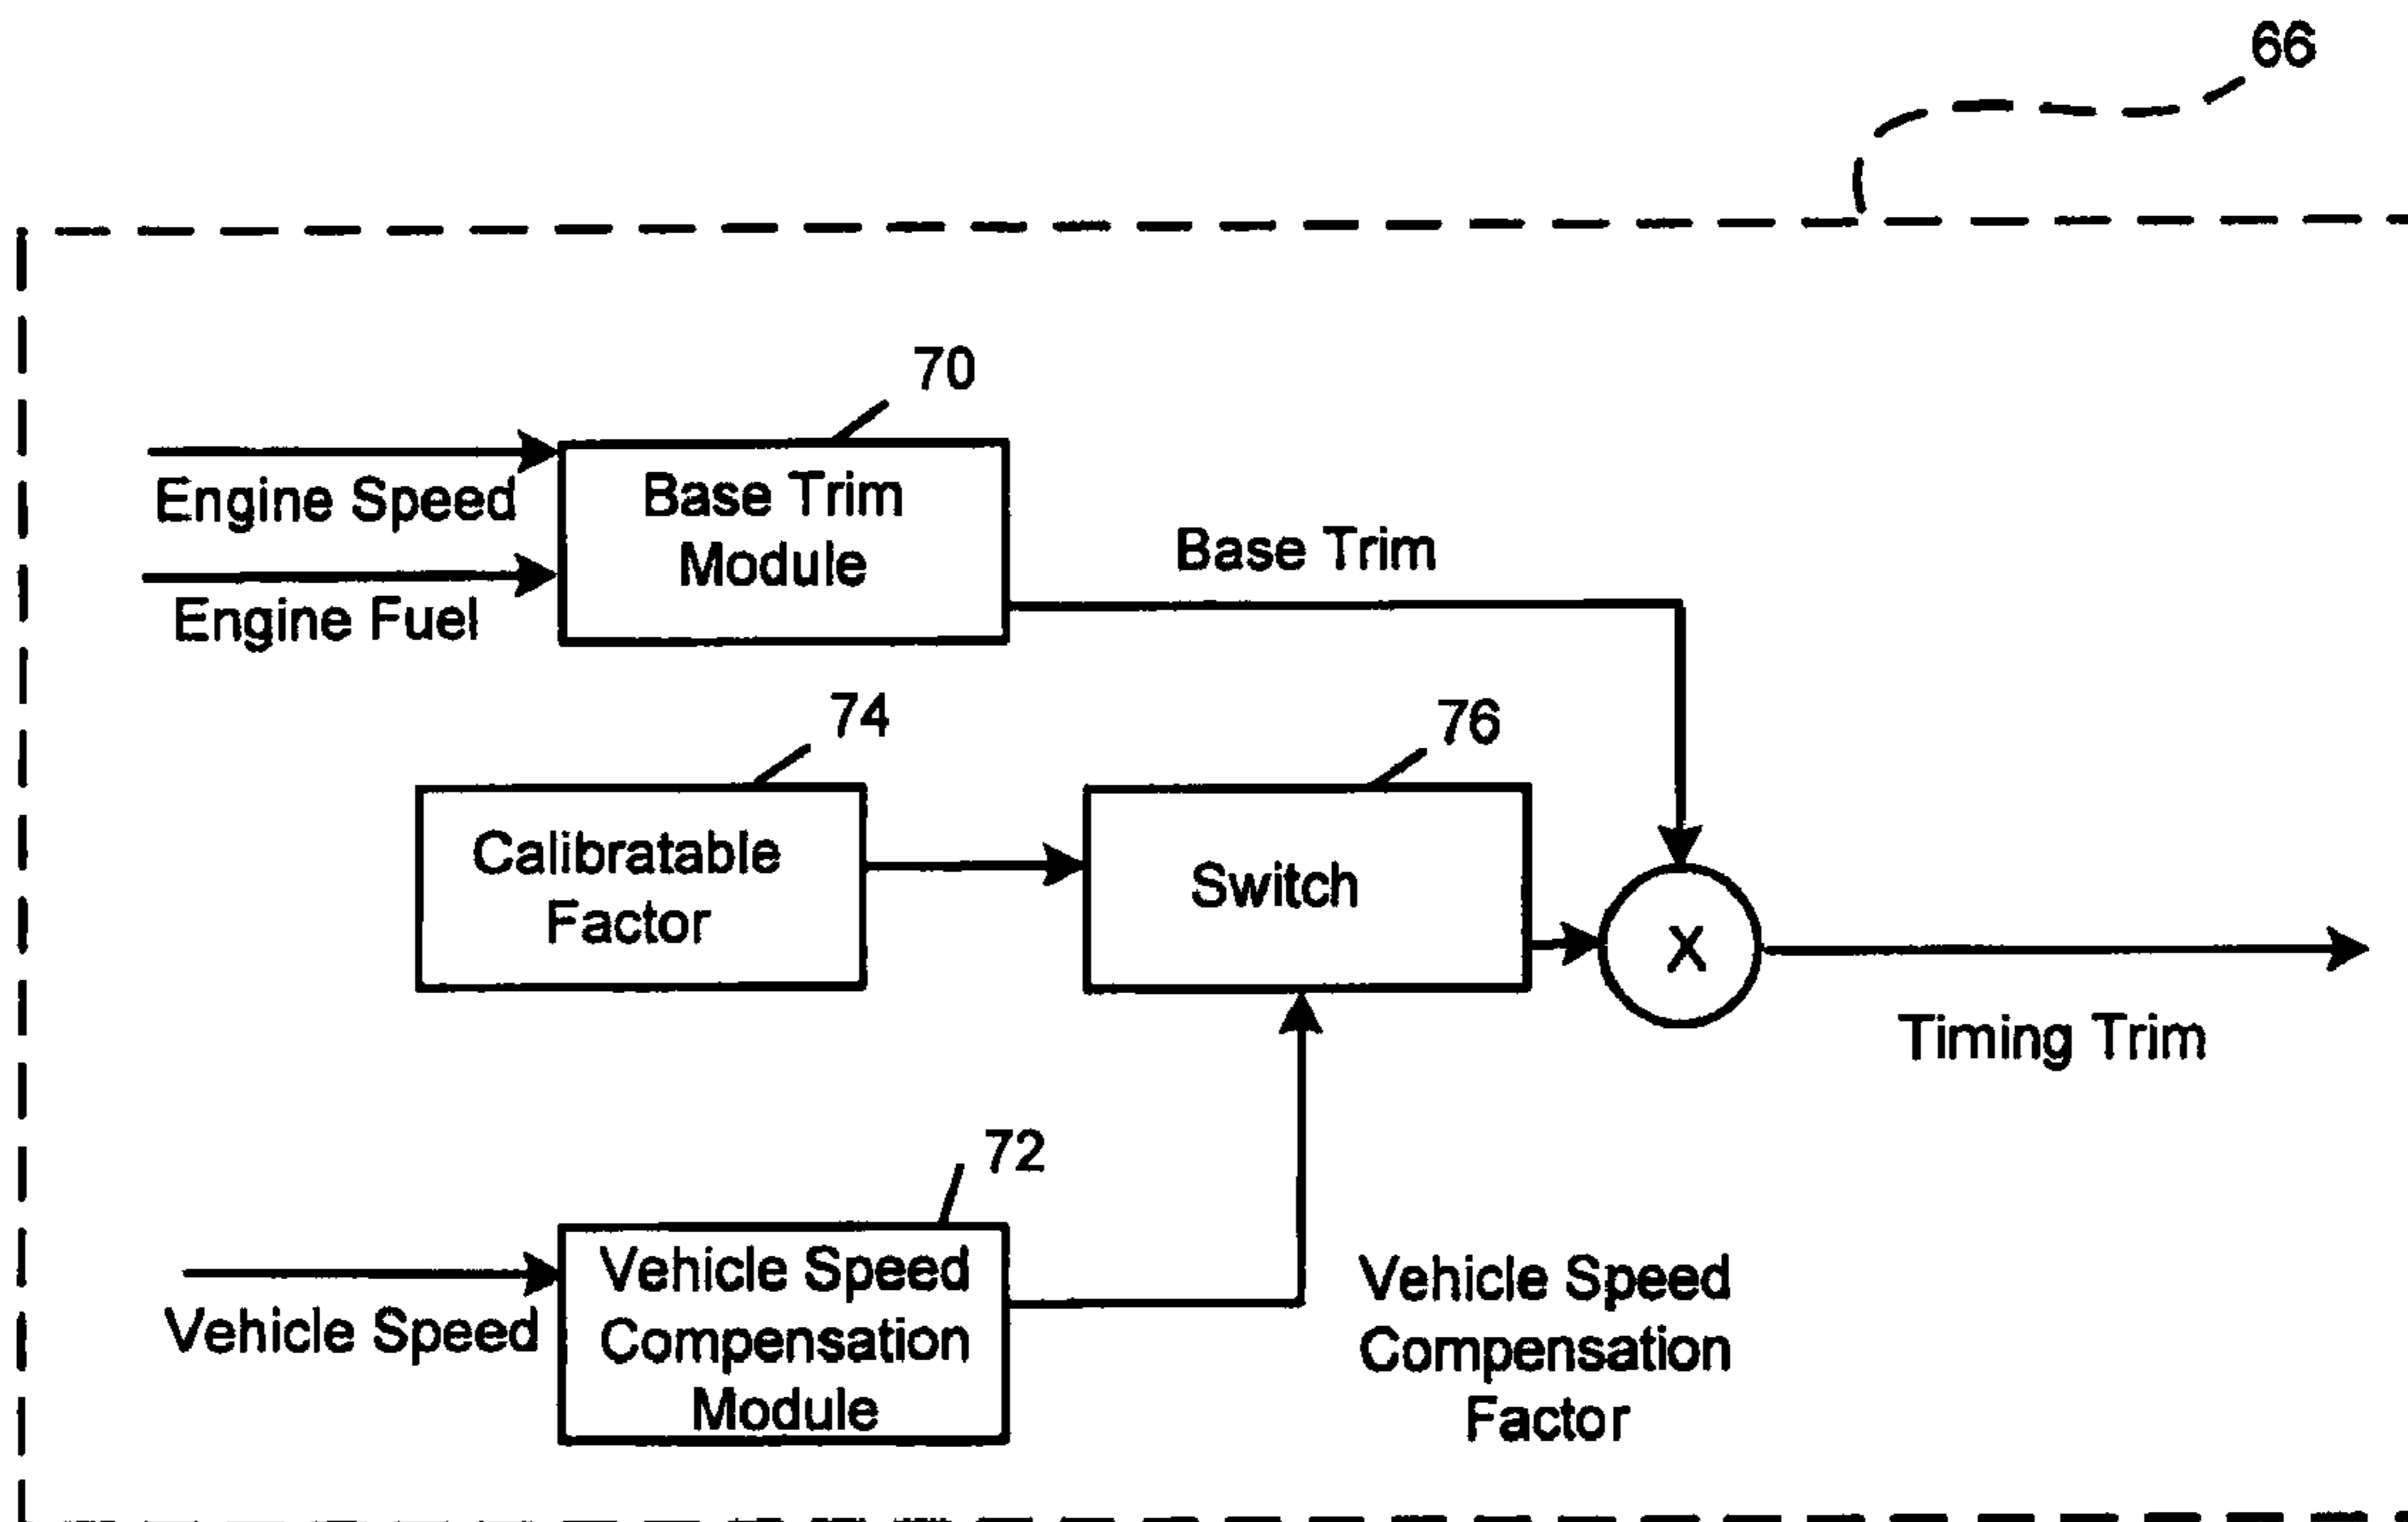 66
70
Engine Speed
Base Trim
Module
Engine Fuel
Base Trim
74
76
Calibratable
Factor
Switch
X
Timing Trim
72
Vehicle Speed
Vehicle Speed
Compensation
Module
Vehicle Speed
Compensation
Factor